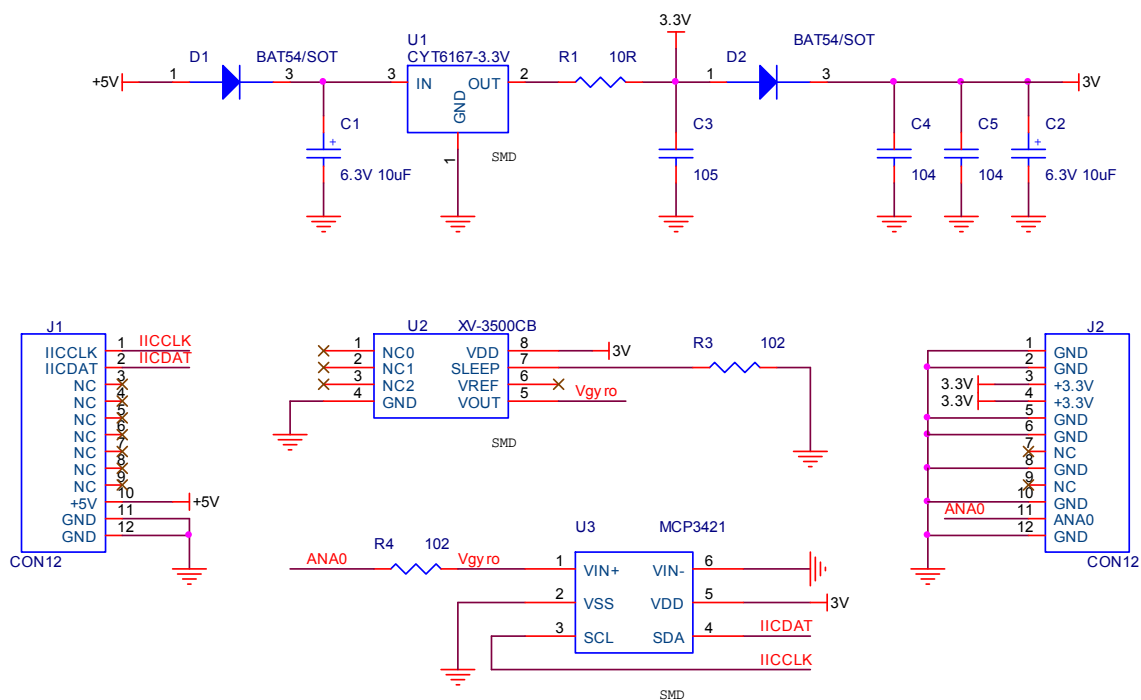 3.3V
U1
D1 BAT54/SOT CYT6167-3.3V R1 10R D2 BAT54/SOT
+5V 1 3 3 IN OUT 2 1 3 3V
GND
C1 C3 C4 C5 C2
+ 1 SMD +
6.3V 10uF 105 104 104 6.3V 10uF
J1
1 IICCLK IICCLK
2 IICDAT IICDAT
3 NC
4 NC
5 NC
6 NC
7 NC
8 NC
9 NC
10 +5V +5V
11 GND
12 GND
CON12
U2 XV-3500CB
1 NC0 VDD 8 3V
2 NC1 SLEEP 7 R3 102
3 NC2 VREF 6
4 GND VOUT 5 Vgyro
SMD
J2
1 GND
2 GND
3.3V 3 +3.3V
3.3V 4 +3.3V
5 GND
6 GND
7 NC
8 GND
9 NC
10 GND
ANA0 11 ANA0
12 GND
CON12
U3 MCP3421
ANA0 R4 102 Vgyro 1 VIN+ VIN- 6
2 VSS VDD 5 3V
3 SCL SDA 4 IICDAT
IICCLK
SMD